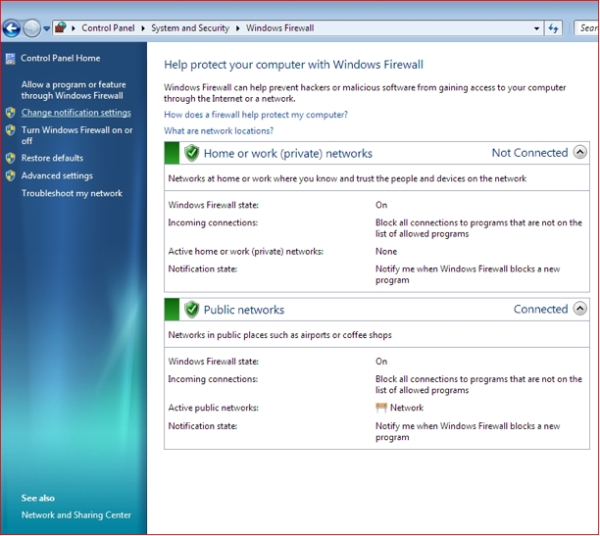 Control Panel ▸ System and Security ▸ Windows Firewall
Sear
Control Panel Home
Allow a program or feature
through Windows Firewall
Change notification settings
Turn Windows Firewall on or
off
Restore defaults
Advanced settings
Troubleshoot my network
See also
Network and Sharing Center
Help protect your computer with Windows Firewall
Windows Firewall can help prevent hackers or malicious software from gaining access to your computer
through the Internet or a network.
How does a firewall help protect my computer?
What are network locations?
Home or work (private) networks Not Connected
Networks at home or work where you know and trust the people and devices on the network
Windows Firewall state: On
Incoming connections: Block all connections to programs that are not on the
list of allowed programs
Active home or work (private) networks: None
Notification state: Notify me when Windows Firewall blocks a new
program
Public networks Connected
Networks in public places such as airports or coffee shops
Windows Firewall state: On
Incoming connections: Block all connections to programs that are not on the
list of allowed programs
Active public networks: Network
Notification state: Notify me when Windows Firewall blocks a new
program